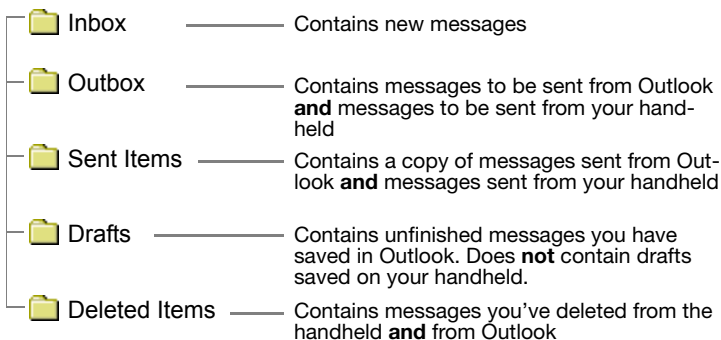 Inbox
Contains new messages
Outbox
Contains messages to be sent from Outlook
and messages to be sent from your hand-
held
Sent Items
Contains a copy of messages sent from Out-
look and messages sent from your handheld
Drafts
Contains unfinished messages you have
saved in Outlook. Does not contain drafts
saved on your handheld.
Deleted Items
Contains messages you've deleted from the
handheld and from Outlook